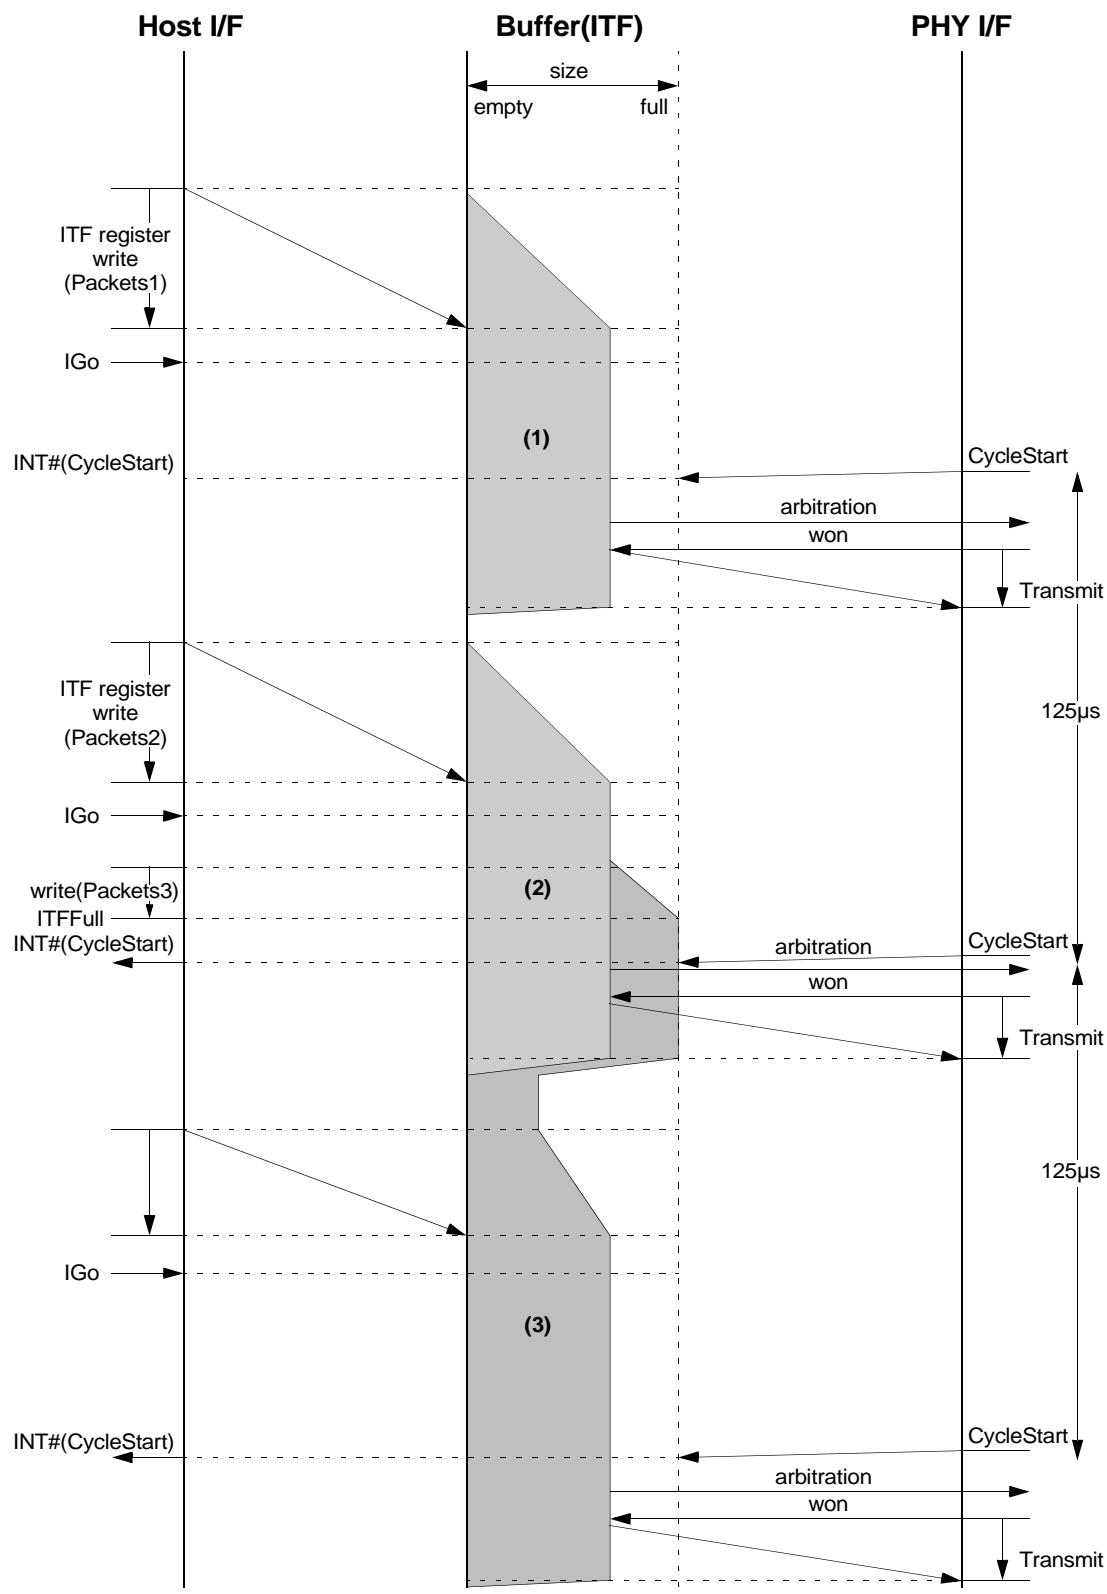 Host I/F
Buffer(ITF)
PHY I/F
size
empty
full
ITF register
write
(Packets1)
IGo
(1)
INT#(CycleStart)
CycleStart
arbitration
won
Transmit
ITF register
write
(Packets2)
125µs
IGo
write(Packets3)
(2)
ITFFull
INT#(CycleStart)
arbitration
CycleStart
won
Transmit
125µs
IGo
(3)
INT#(CycleStart)
CycleStart
arbitration
won
Transmit